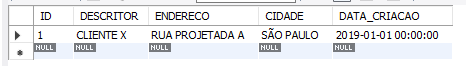 ID DESCRITOR ENDERECO CIDADE DATA_CRIACAO
1 CLIENTE X RUA PROJETADA A SÃO PAULO 2019-01-01 00:00:00
NULL NULL NULL NULL NULL